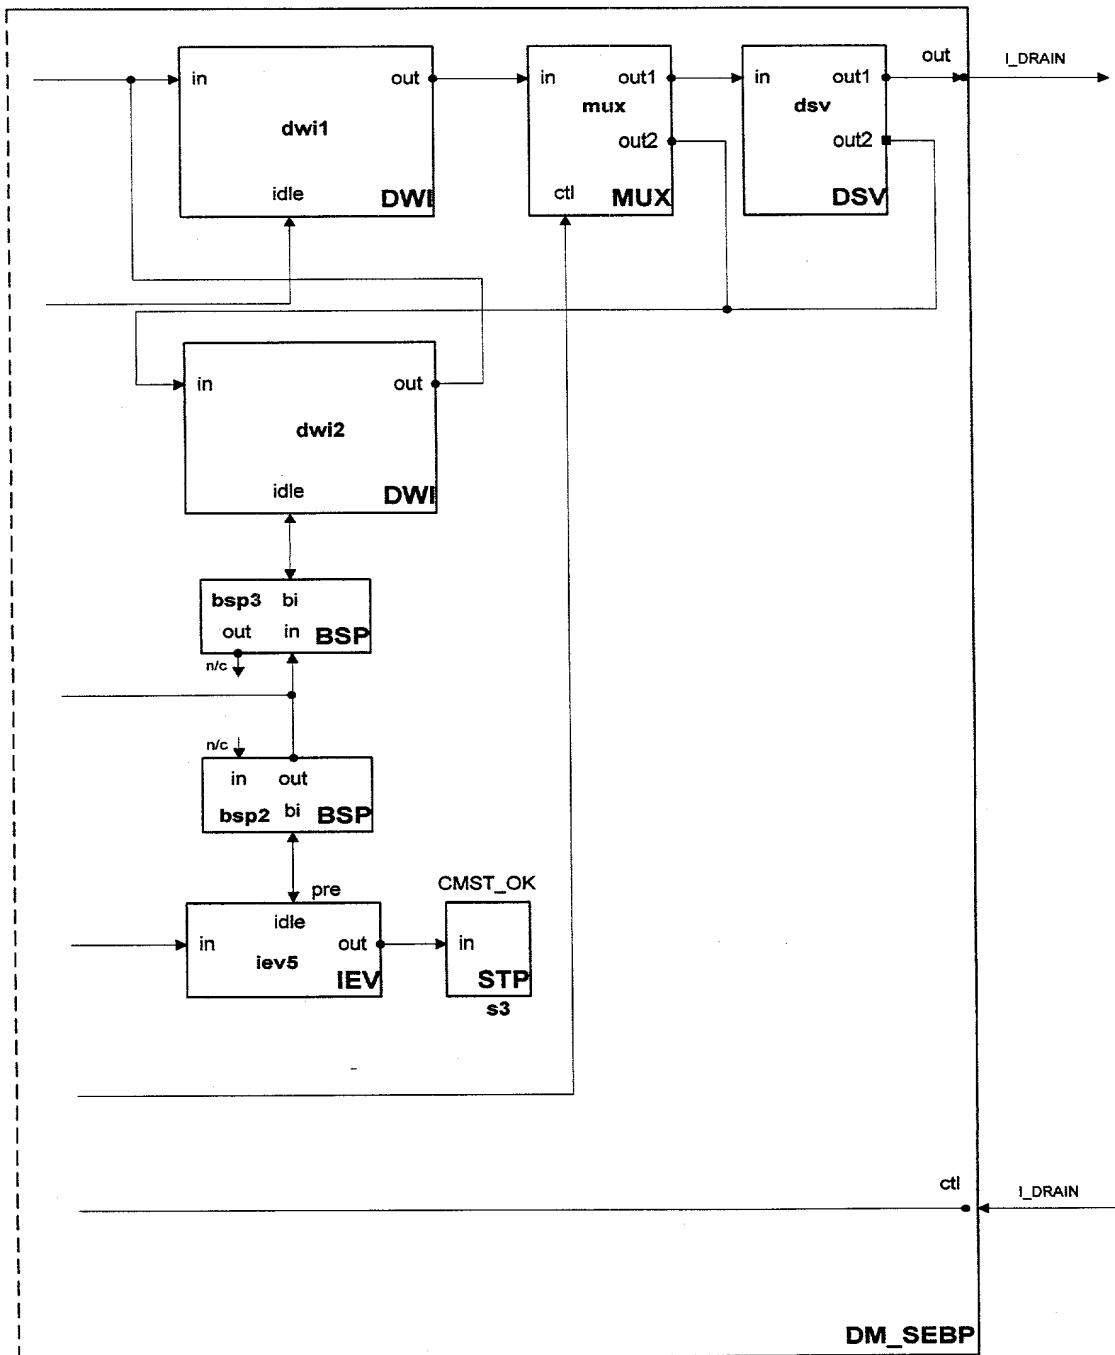 out I_DRAIN
in out in out1 in out1
mux dsv
dwi1
out2 out2
idle DWI ctl MUX DSV
in out
dwi2
idle DWI
bsp3 bi
out in BSP
n/c
n/c
in out
bsp2 bi BSP
pre CMST_OK
idle
in out in
iev5 IEV STP
s3
ctl I_DRAIN
DM_SEBP